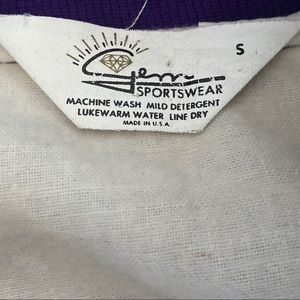 S
Gem
SPORTSWEAR
MACHINE WASH MILD DETERGENT
LUKEWARM WATER LINE DRY
MADE IN U.S.A.